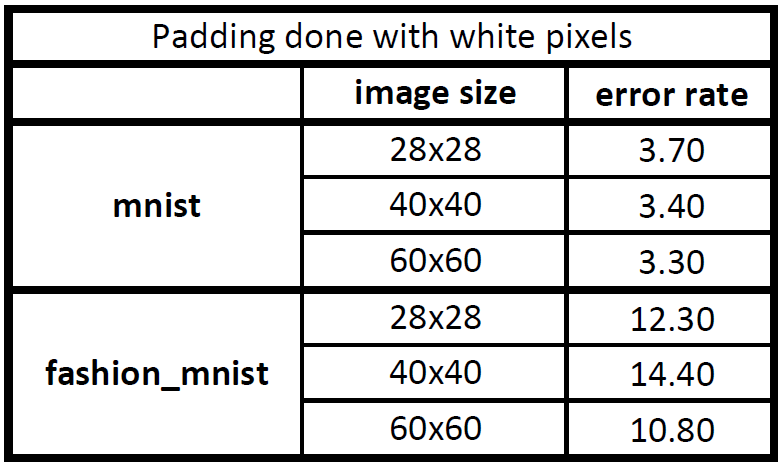 Padding done with white pixels
image size error rate
mnist
28x28 3.70
40x40 3.40
60x60 3.30
fashion_mnist
28x28 12.30
40x40 14.40
60x60 10.80